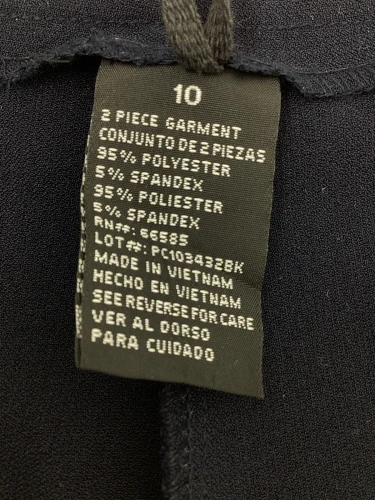 10
2 PIECE GARMENT
CONJUNTO DE 2 PIEZAS
95% POLYESTER
5% SPANDEX
95% POLIESTER
5% SPANDEX
RN#: 66585
LOT#: PC103432BK
MADE IN VIETNAM
HECHO EN VIETNAM
SEE REVERSE FOR CARE
VER AL DORSO
PARA CUIDADO